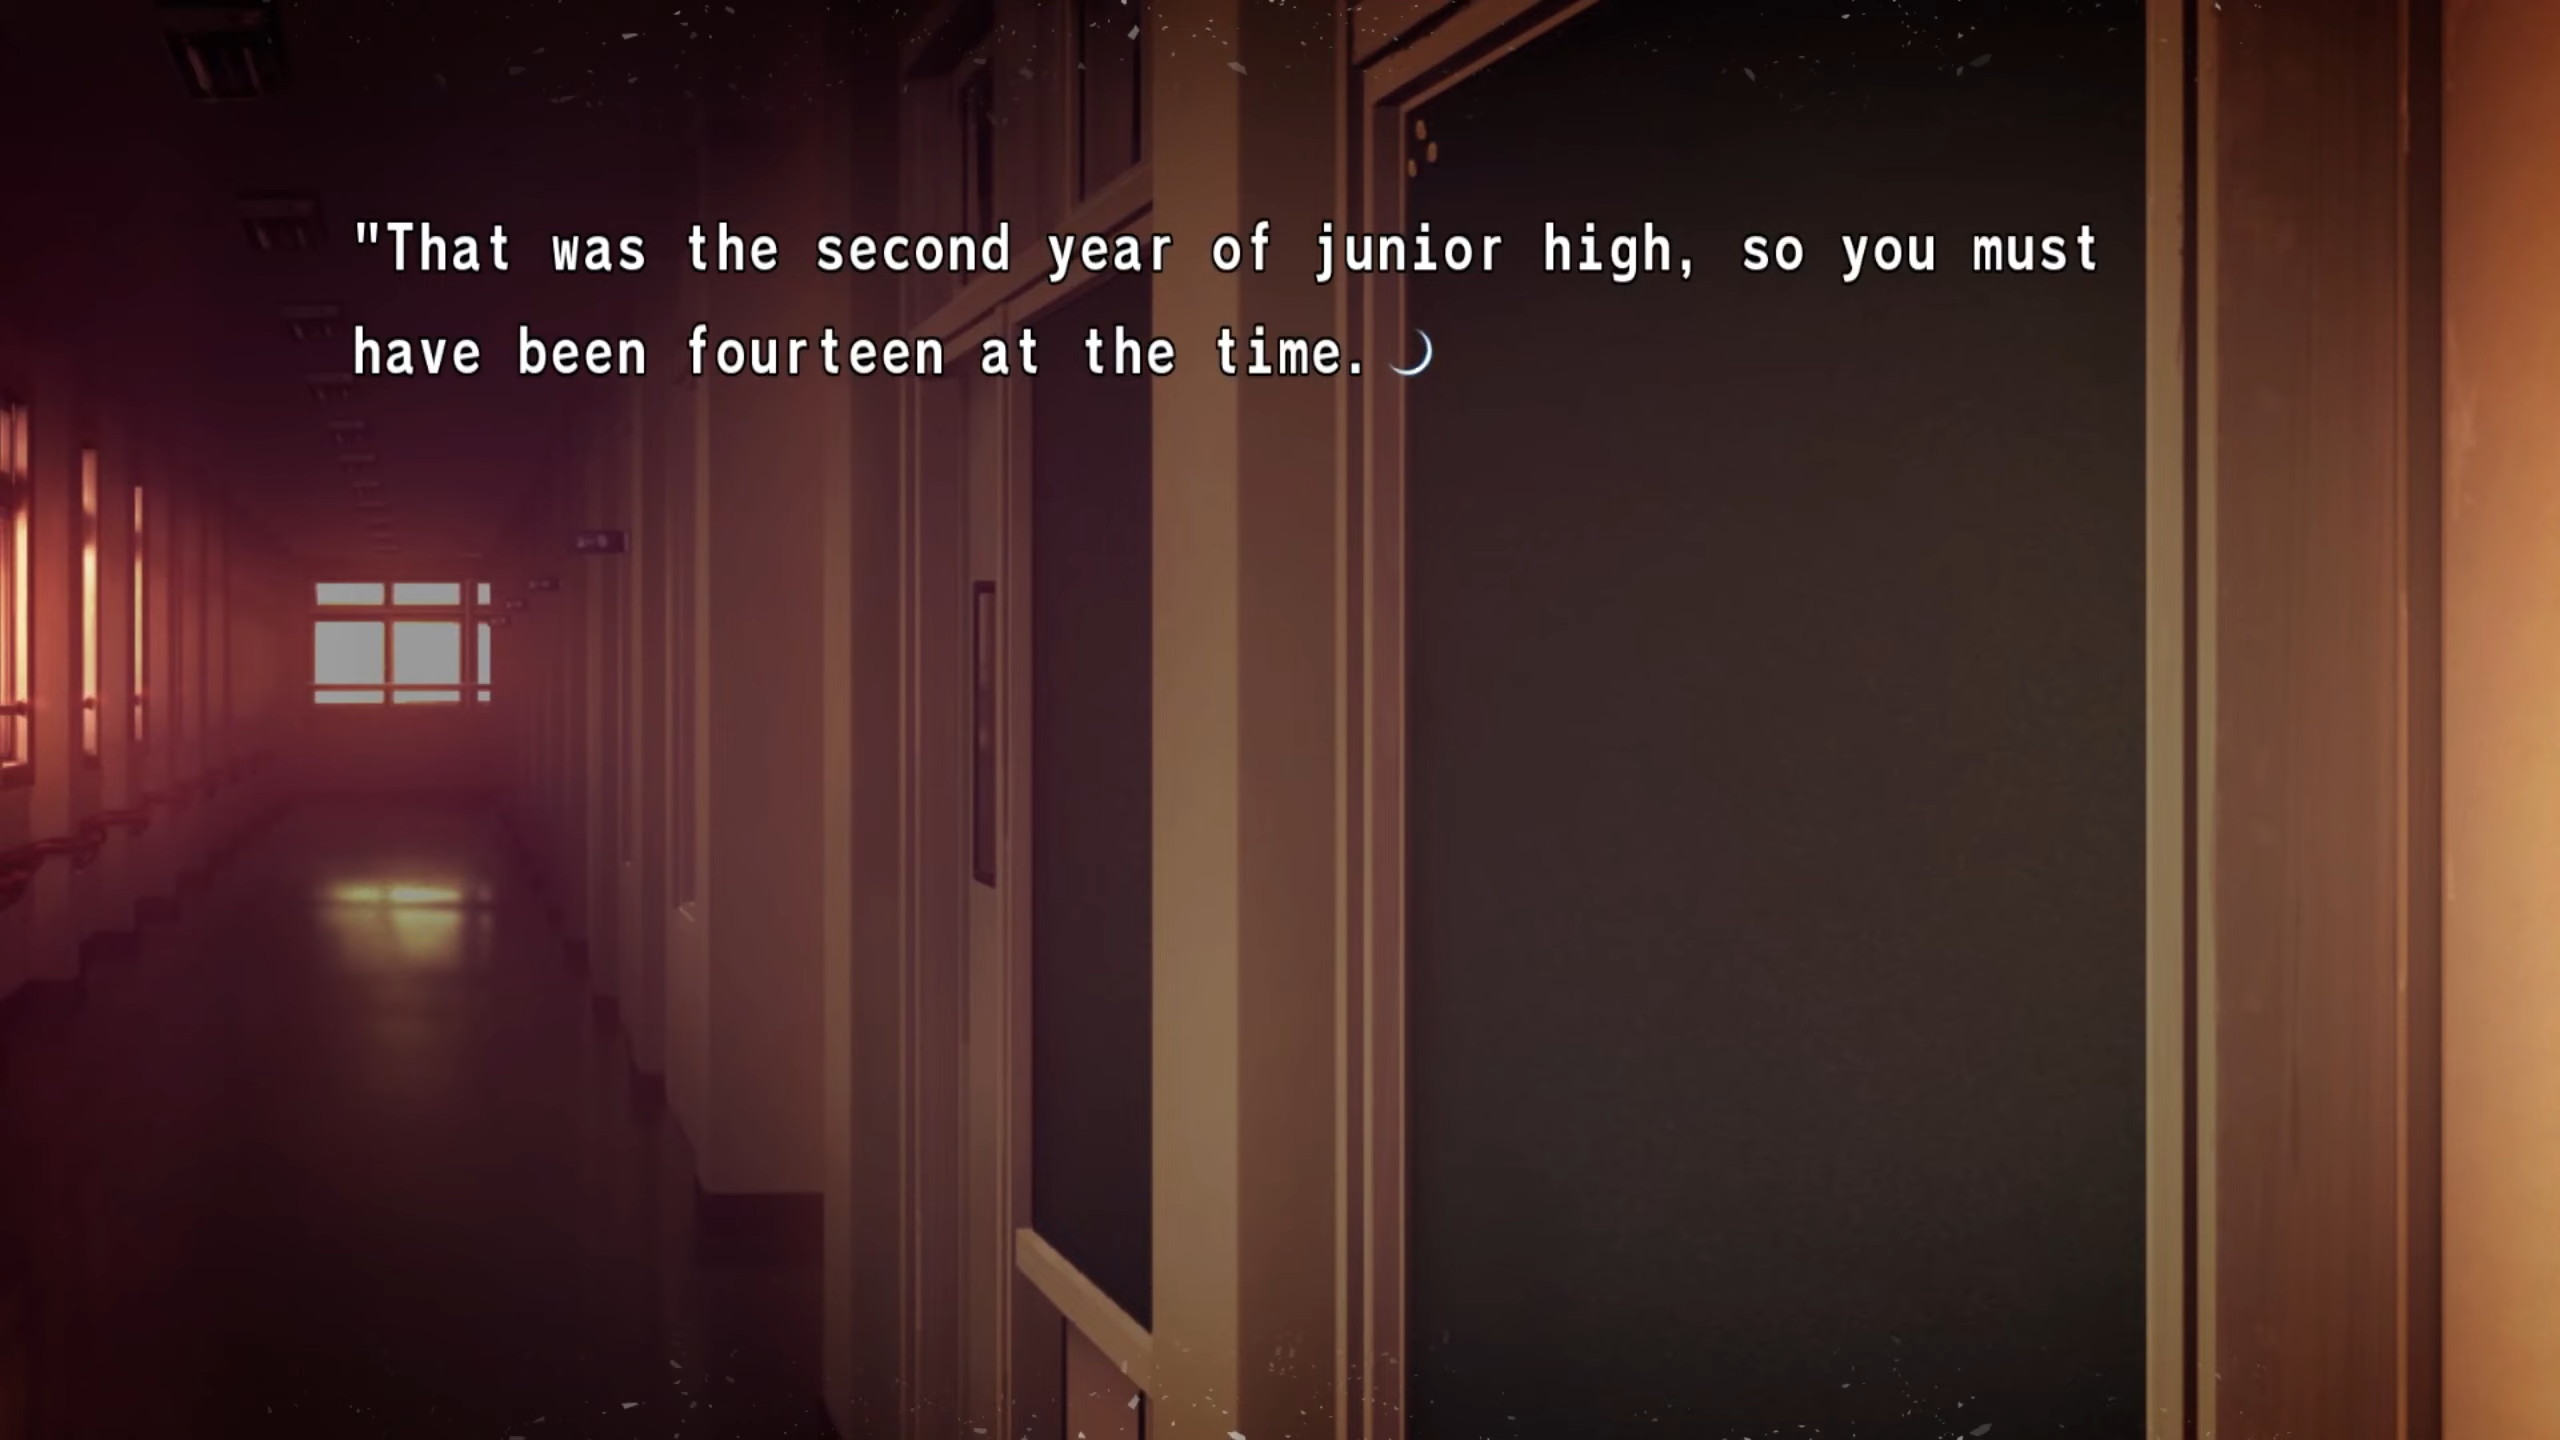 "That was the second year of junior high, so you must
have been fourteen at the time.